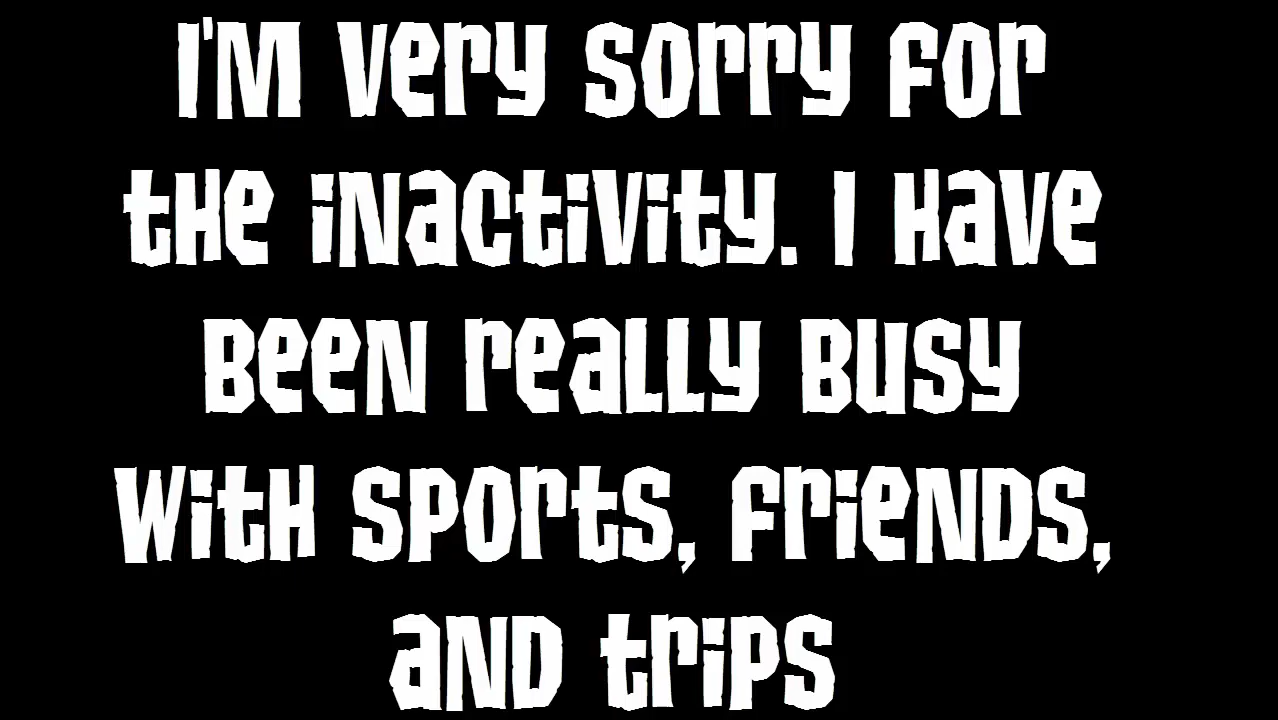 I'm very sorry for
the inactivity. I have
been really busy
with sports, friends,
and trips